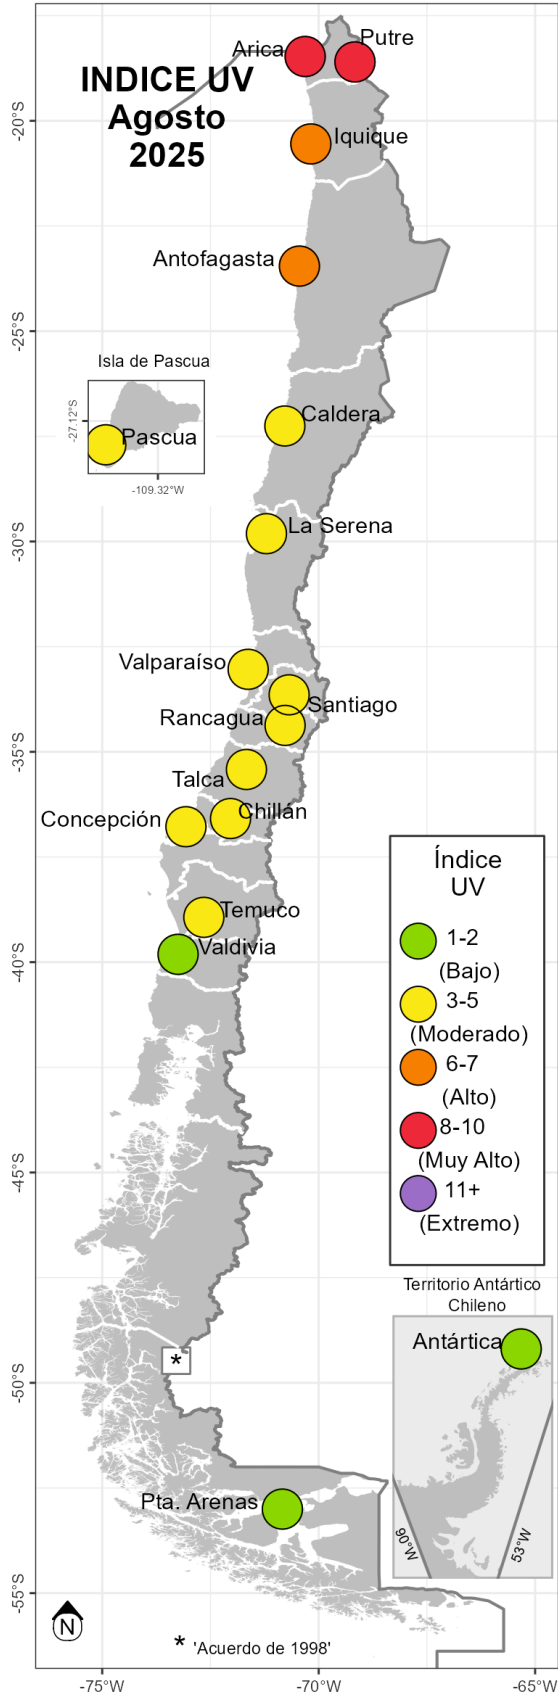 Arica
Putre
INDICE UV
Agosto
2025
-20°S
Iquique
Antofagasta
-25°S
Isla de Pascua
-27.12°S
Pascua
-109.32°W
Caldera
La Serena
-30°S
Valparaíso
Santiago
Rancagua
-35°S
Talca
Chillán
Concepción
Temuco
Valdivia
-40°S
Índice
UV
1-2
(Bajo)
3-5
(Moderado)
6-7
(Alto)
8-10
(Muy Alto)
11+
(Extremo)
-45°S
Territorio Antártico
Chileno
Antártica
90°W
53°W
*
-50°S
Pta. Arenas
-55°S
N
* 'Acuerdo de 1998'
-75°W
-70°W
-65°W